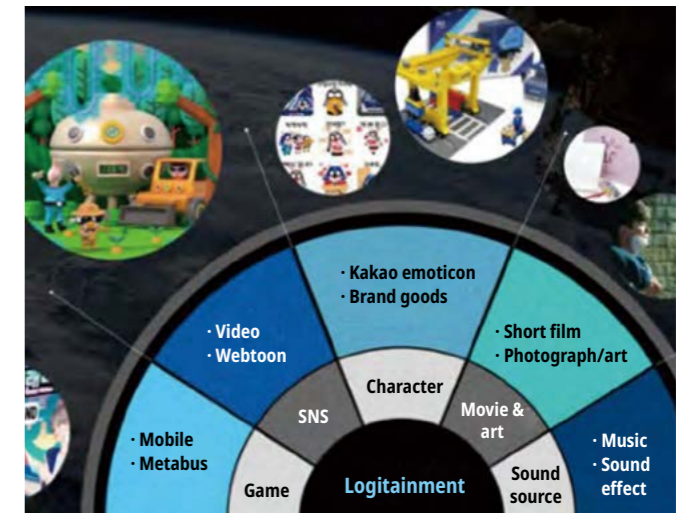 · Kakao emoticon
· Brand goods
· Video
· Webtoon
· Short film
· Photograph/art
· Mobile
· Metabus
· Music
· Sound
effect
Game
SNS
Character
Movie &
art
Sound
source
Logitainment